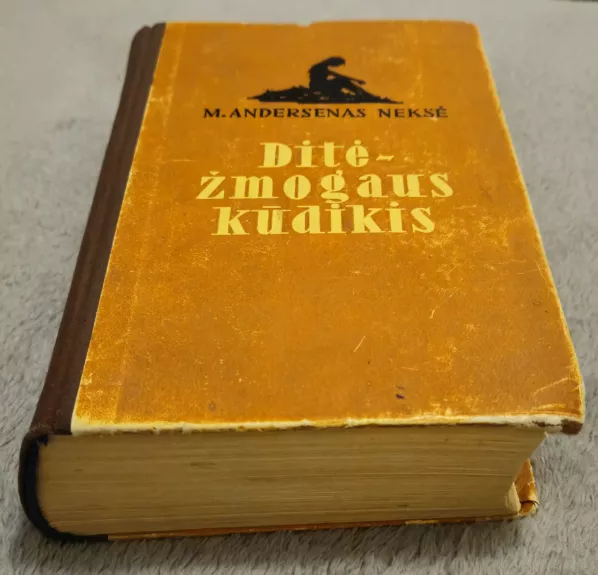 M. ANDERSENAS NEKSĖ
Ditė-
žmogaus
kūdikis